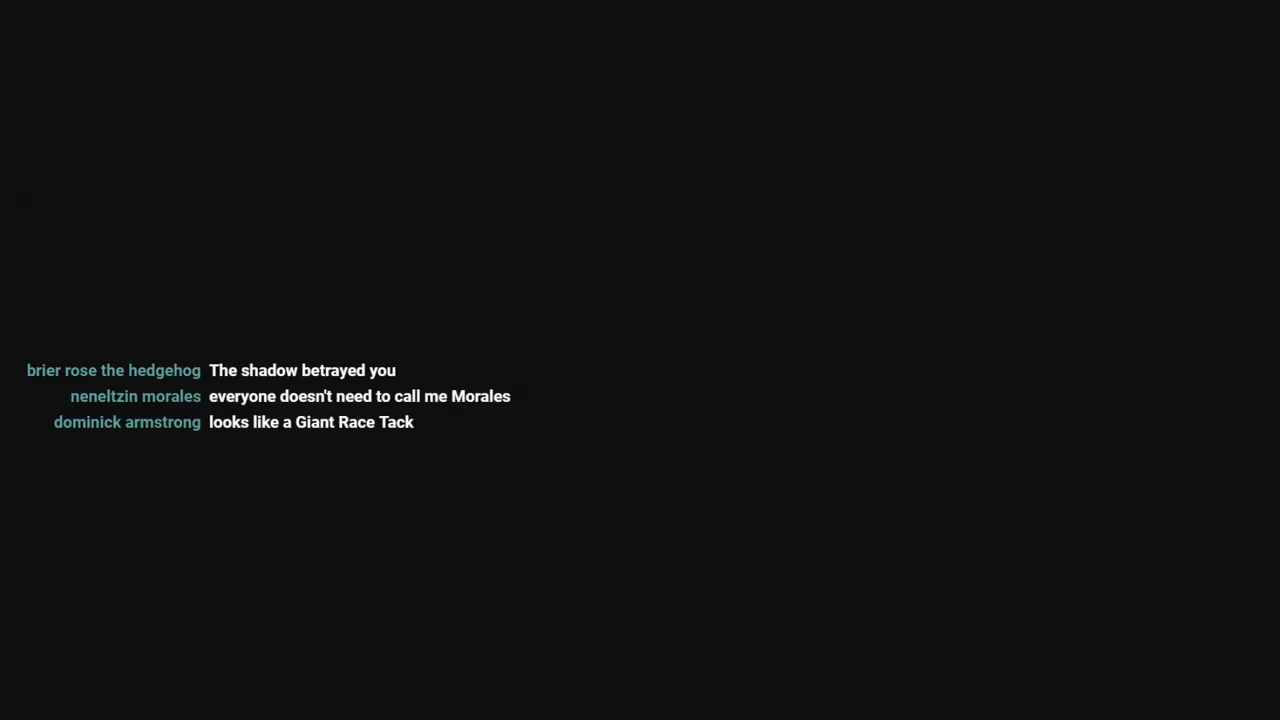 brier rose the hedgehog The shadow betrayed you
neneltzin morales everyone doesn't need to call me Morales
dominick armstrong looks like a Giant Race Tack